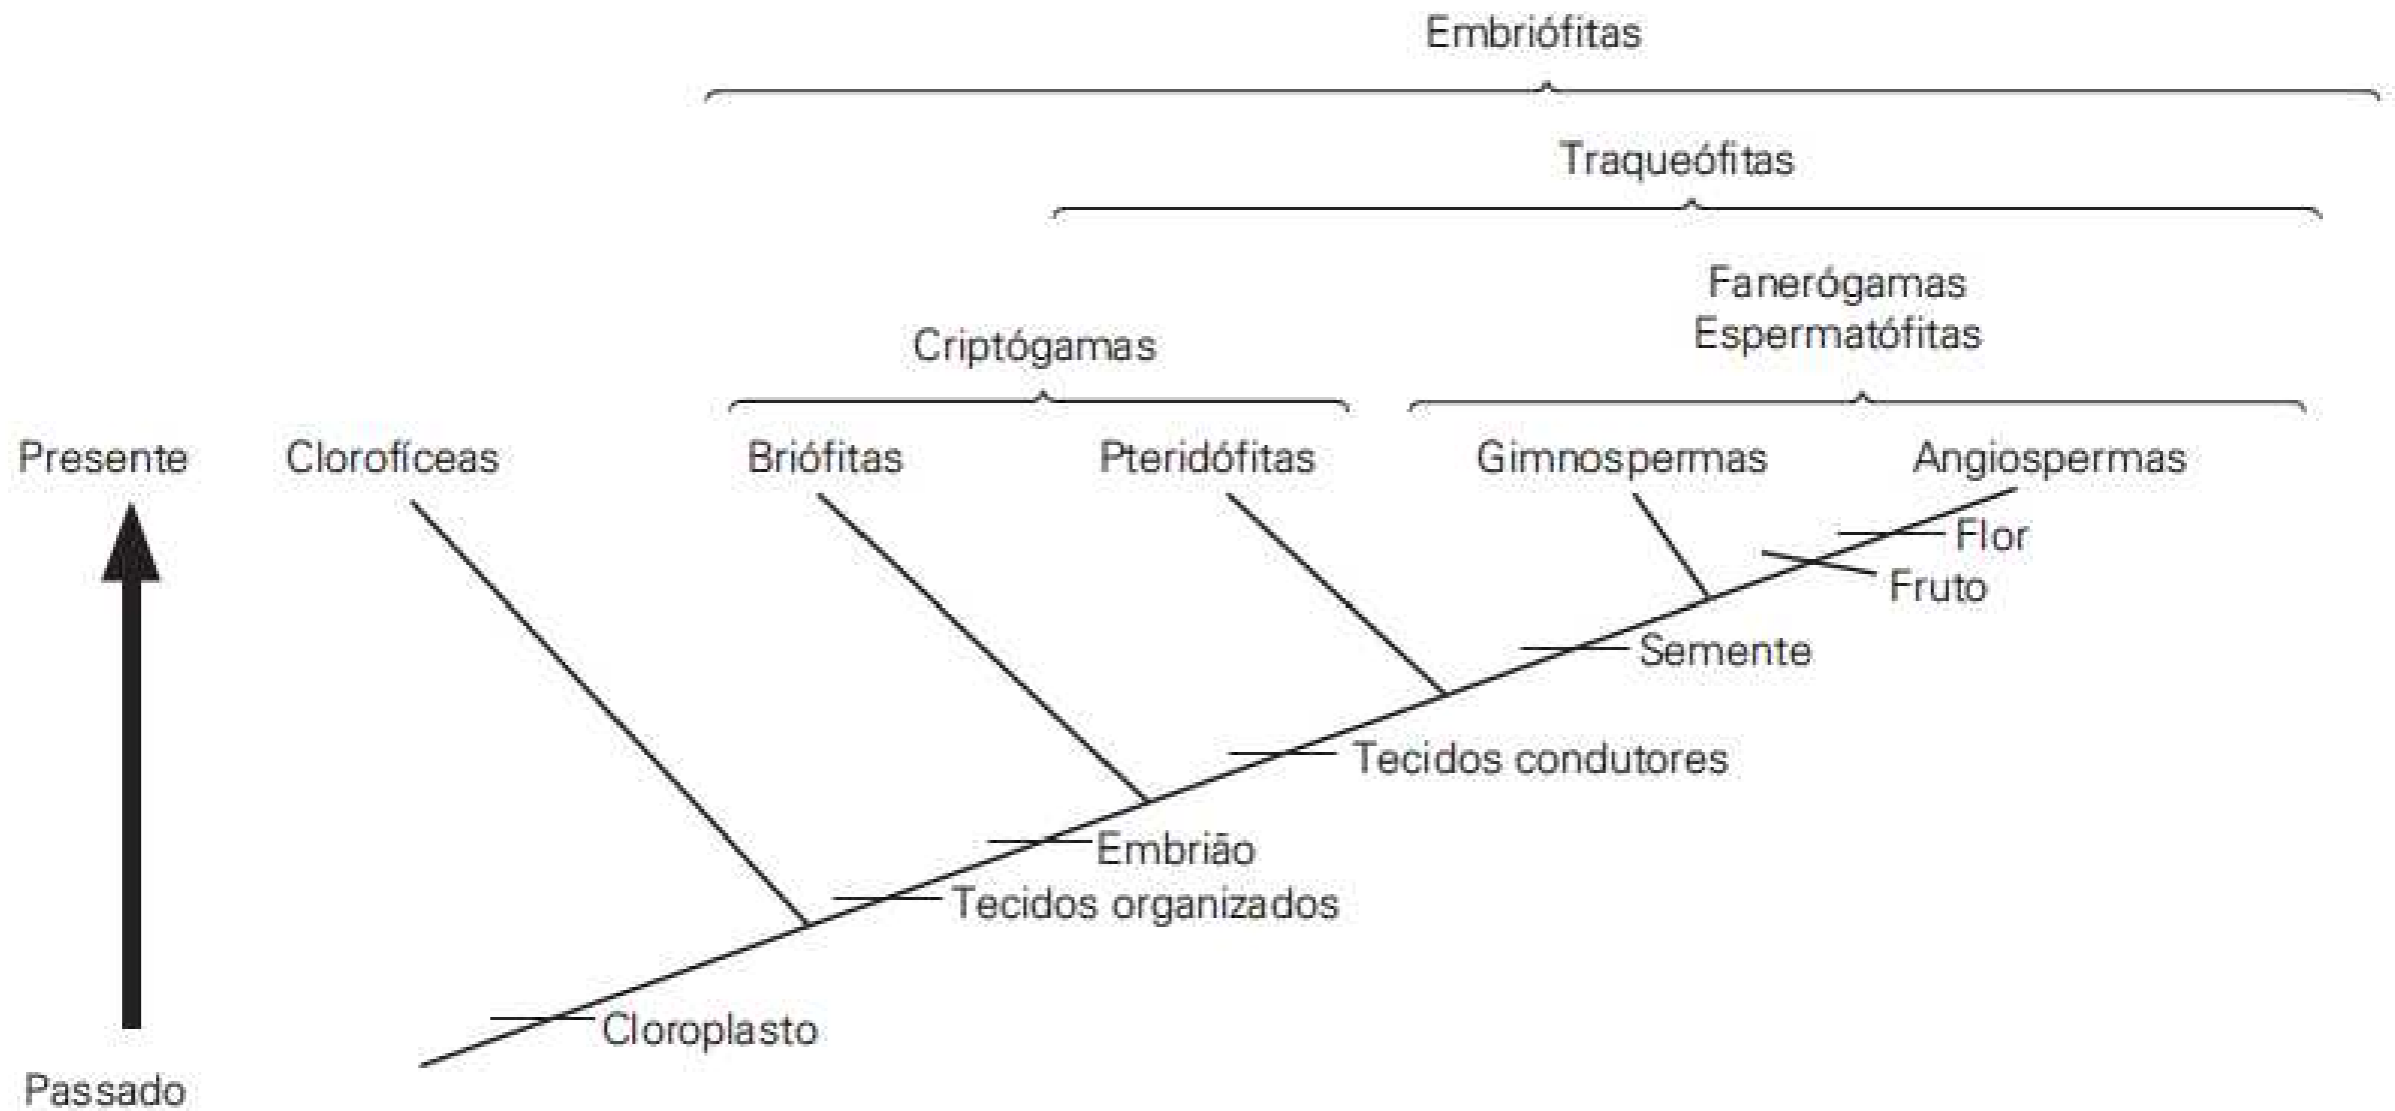 Embriófitas
Traqueófitas
Fanerógamas
Espermatófitas
Criptógamas
Presente
Clorofíceas
Briófitas
Pteridófitas
Gimnospermas
Angiospermas
Flor
Fruto
Semente
Tecidos condutores
Embrião
Tecidos organizados
Cloroplasto
Passado